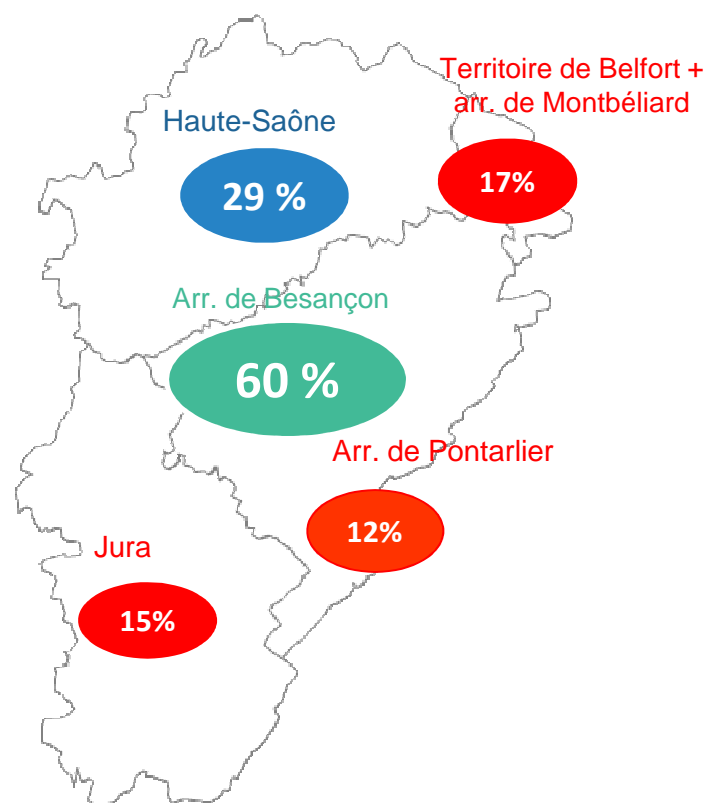 Territoire de Belfort +
arr. de Montbéliard
Haute-Saône
29 %
17%
Arr. de Besançon
60 %
Arr. de Pontarlier
12%
Jura
15%